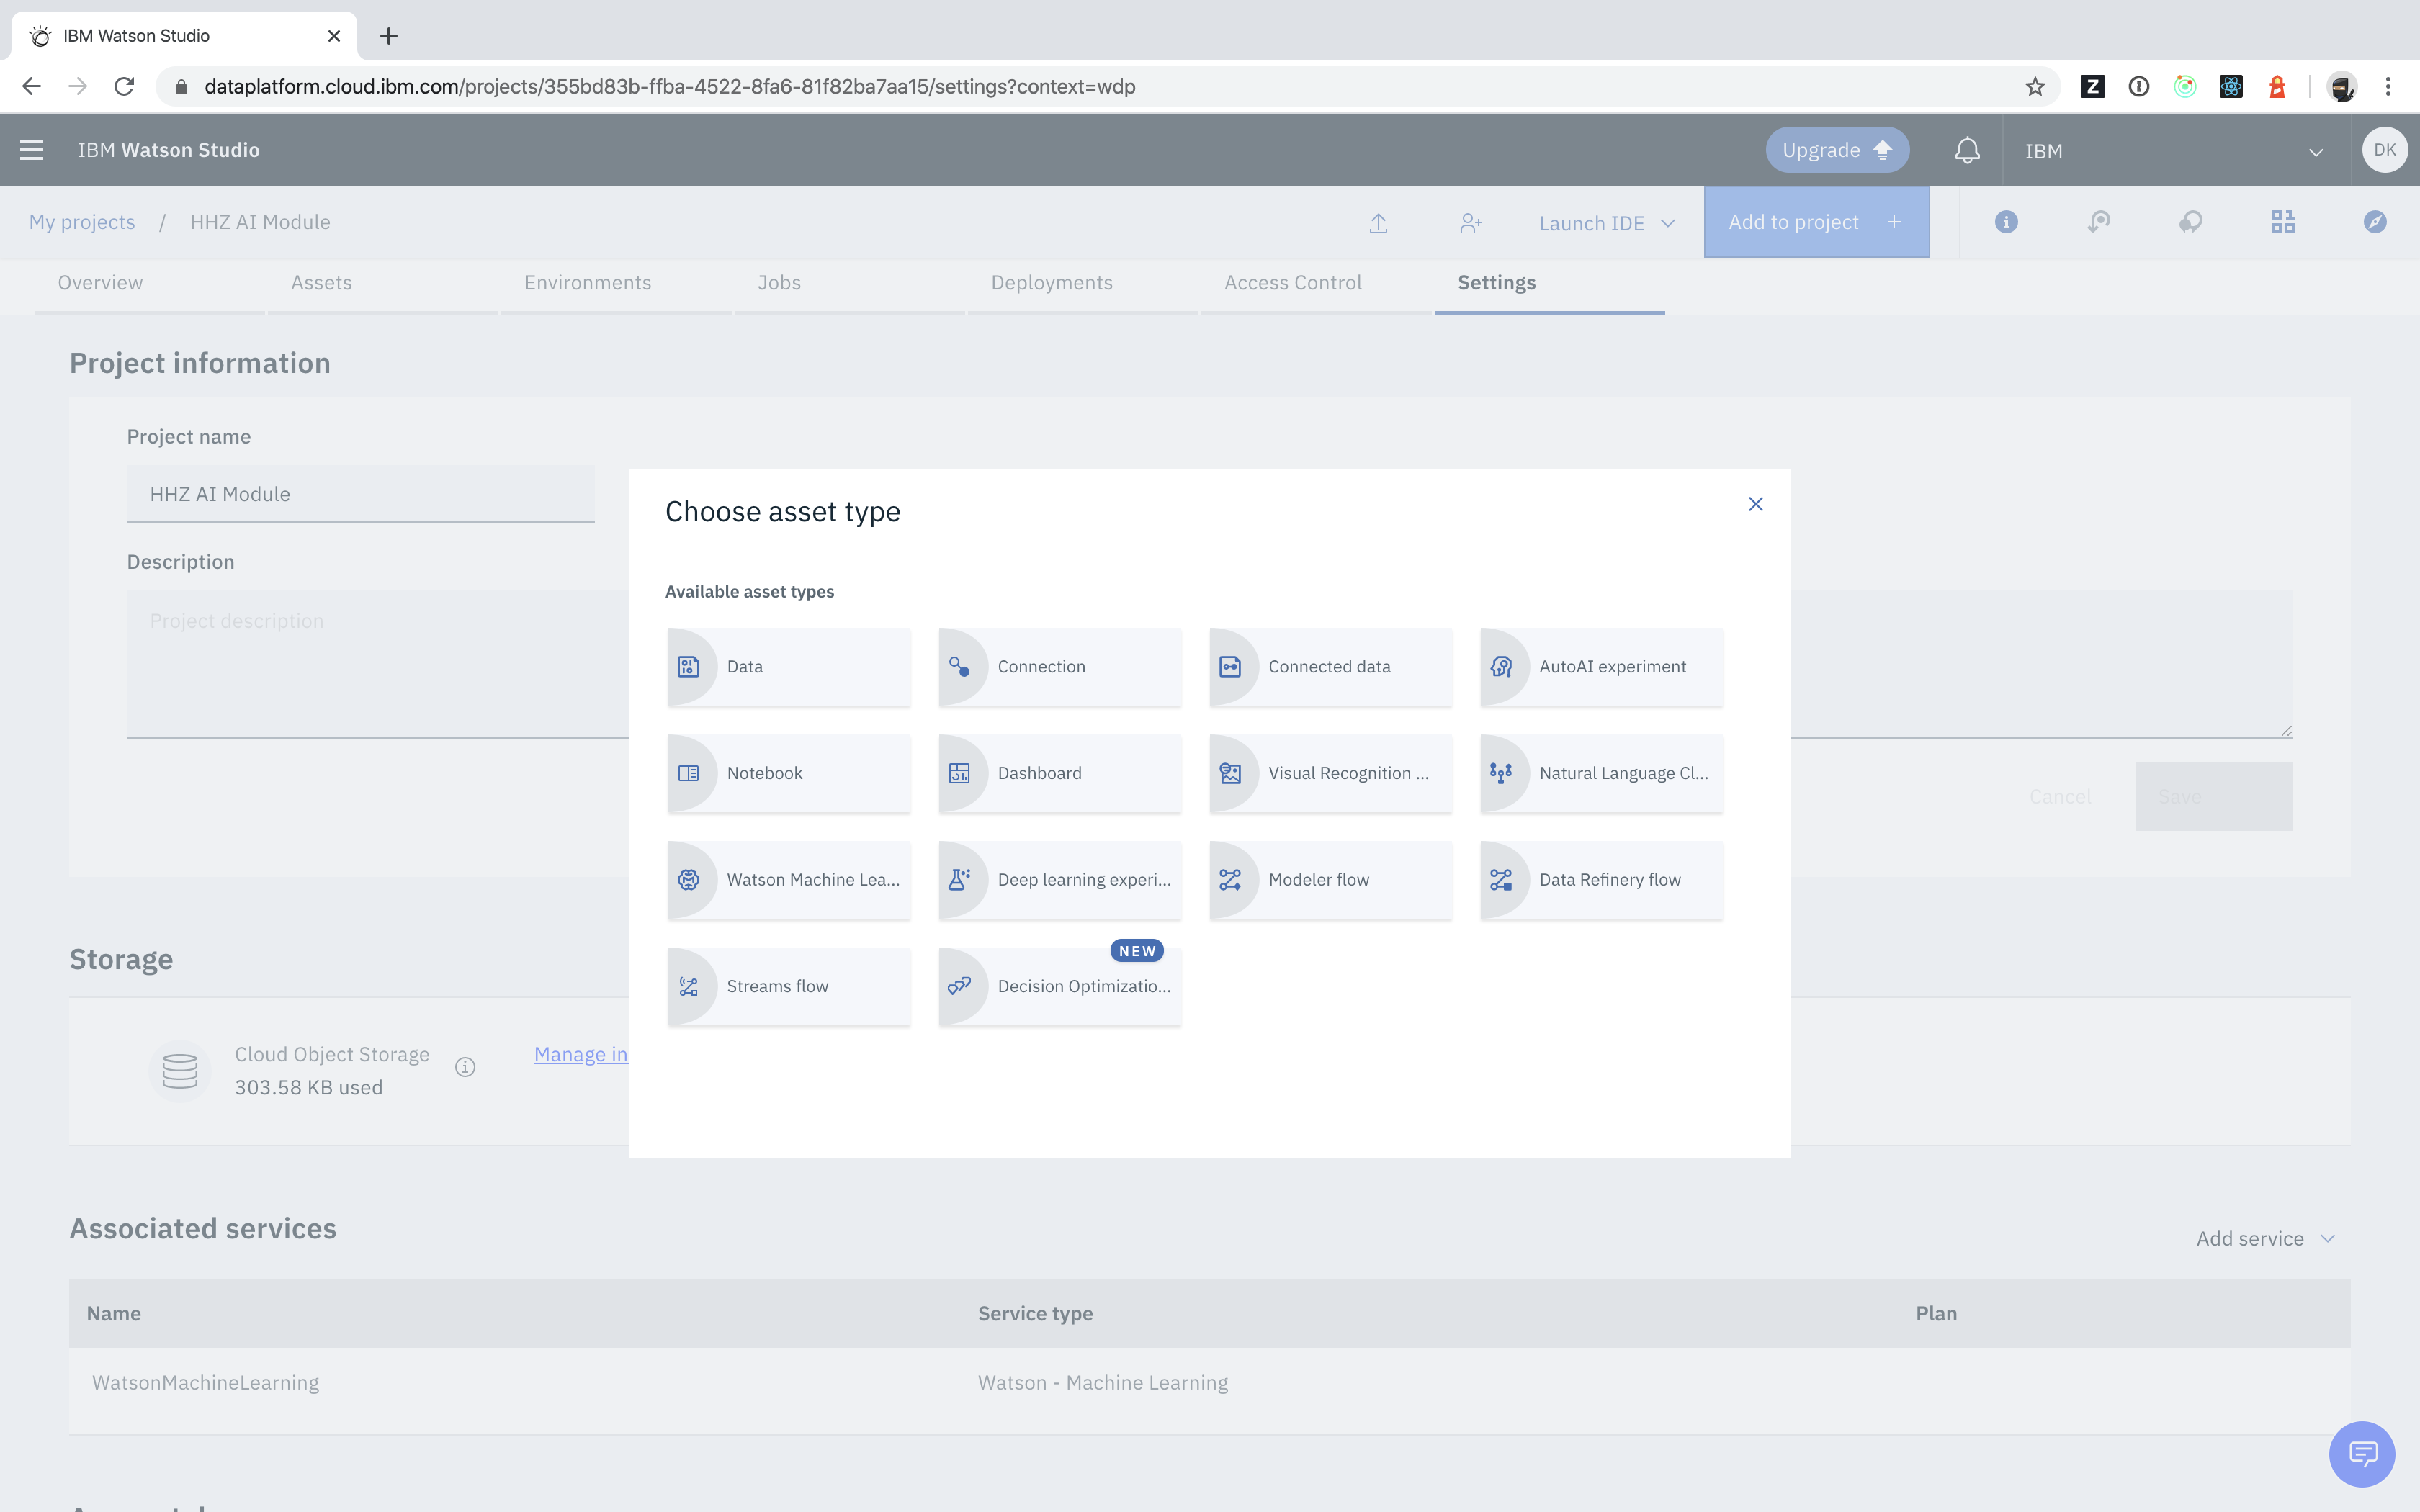 IBM Watson Studio
dataplatform.cloud.ibm.com/projects/355bd83b-ffba-4522-8fa6-81f82ba7aa15/settings?context=wdp
IBM Watson Studio
Upgrade
IBM
DK
My projects / HHZ AI Module
Launch IDE
Add to project +
Overview
Assets
Environments
Jobs
Deployments
Access Control
Settings
Project information
Project name
HHZ AI Module
Description
Project description
Cancel
Save
Choose asset type
Available asset types
Data
Connection
Connected data
AutoAI experiment
Notebook
Dashboard
Visual Recognition ...
Natural Language Cl...
Watson Machine Lea...
Deep learning experi...
Modeler flow
Data Refinery flow
Streams flow
NEW
Decision Optimizatio...
Storage
Cloud Object Storage
303.58 KB used
Manage in
Associated services
Add service
Name
Service type
Plan
WatsonMachineLearning
Watson - Machine Learning